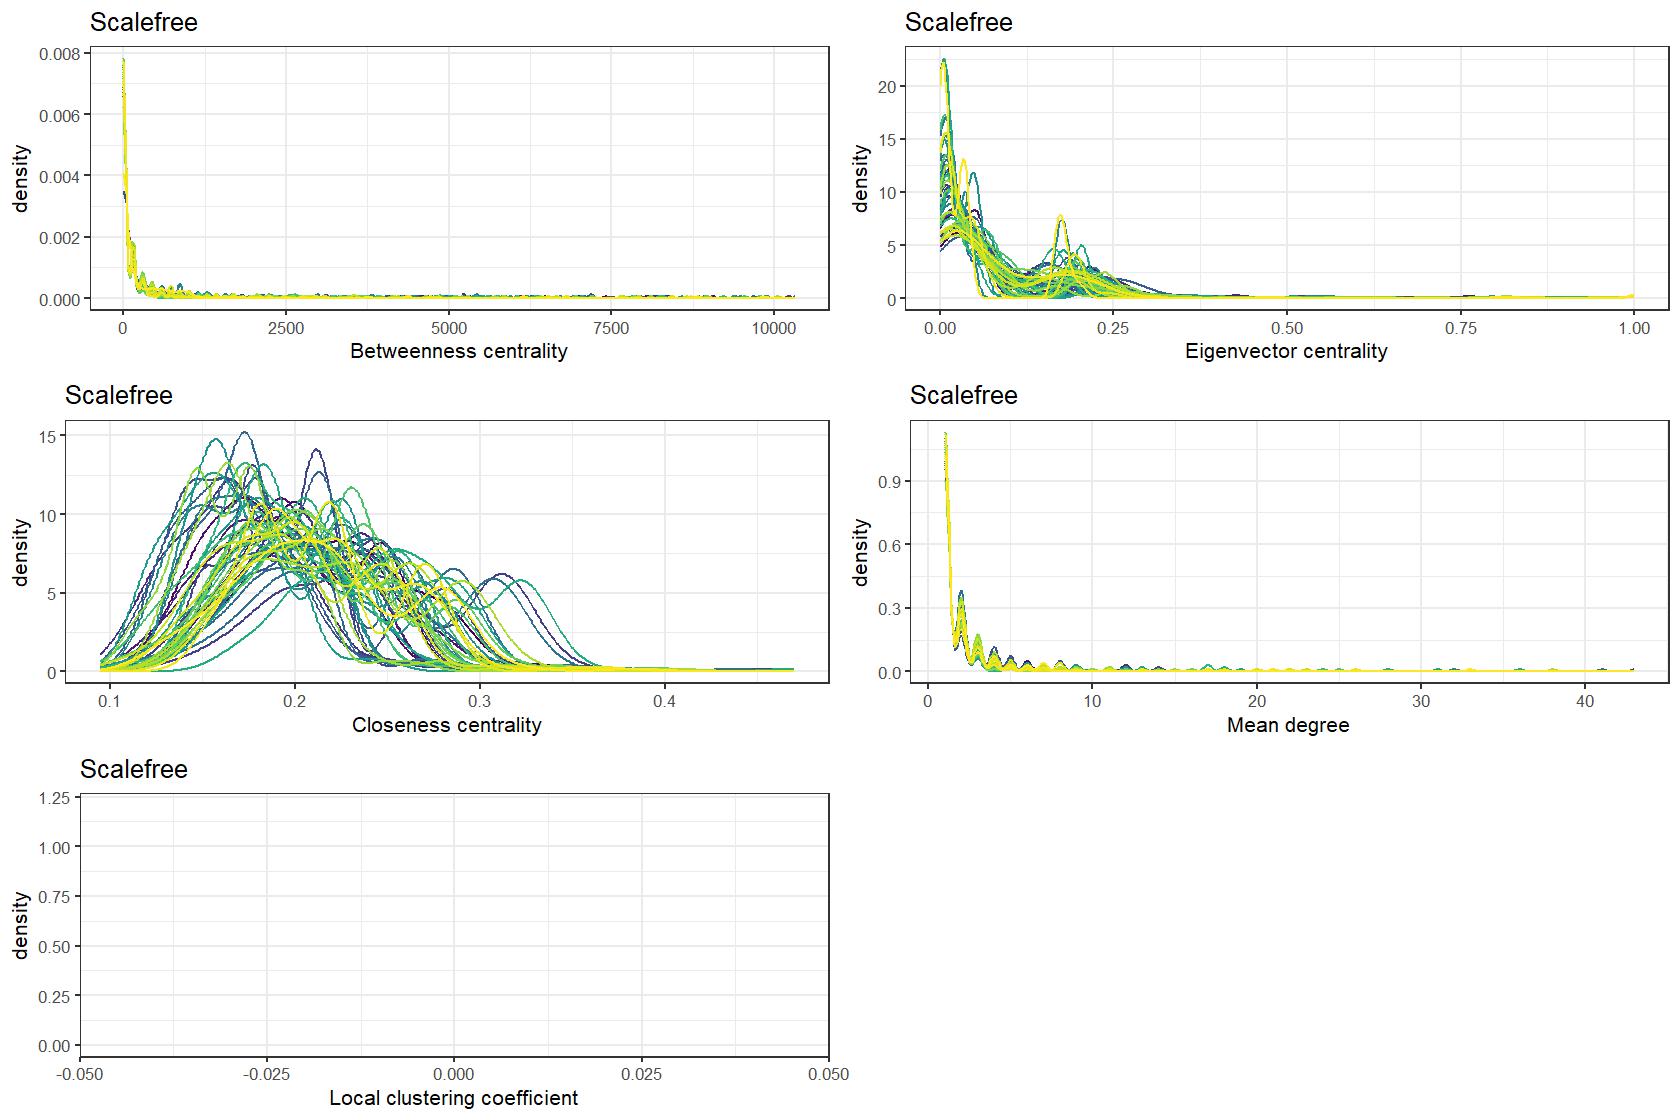 Scalefree
0.008
0.006
0.004
0.002
0.000
density
0 2500 5000 7500 10000
Betweenness centrality
Scalefree
20
15
10
5
0
density
0.00 0.25 0.50 0.75 1.00
Eigenvector centrality
Scalefree
15
10
5
0
density
0.1 0.2 0.3 0.4
Closeness centrality
Scalefree
0.9
0.6
0.3
0.0
density
0 10 20 30 40
Mean degree
Scalefree
1.25
1.00
0.75
0.50
0.25
0.00
density
-0.050 -0.025 0.000 0.025 0.050
Local clustering coefficient